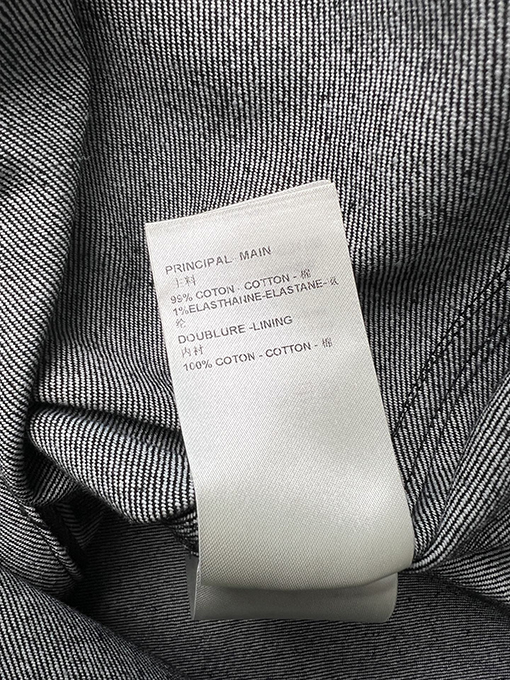 PRINCIPAL - MAIN
主料
99% COTON - COTTON - 棉
1%ELASTHANNE-ELASTANE-氨
纶
DOUBLURE -LINING
内衬
100% COTON - COTTON - 棉